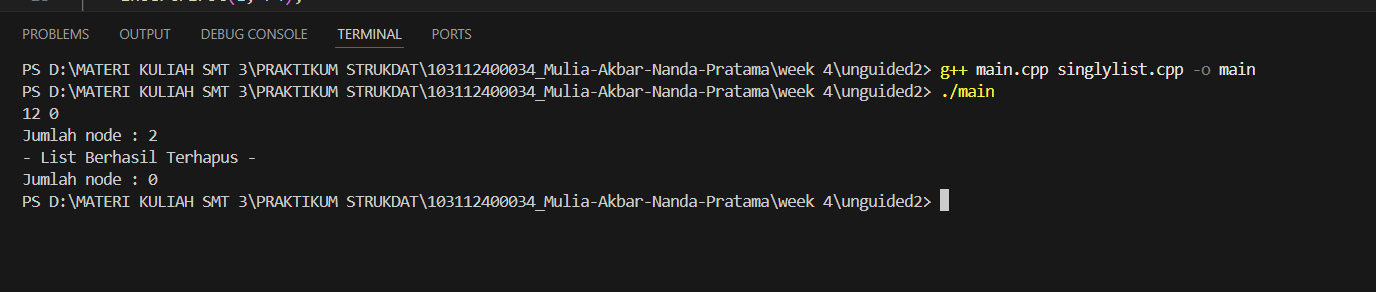 PROBLEMS OUTPUT DEBUG CONSOLE TERMINAL PORTS
PS D:\MATERI KULIAH SMT 3\PRAKTIKUM STRUKDAT\103112400034_Mulia-Akbar-Nanda-Pratama\week 4\unguided2> g++ main.cpp singlylist.cpp -o main
PS D:\MATERI KULIAH SMT 3\PRAKTIKUM STRUKDAT\103112400034_Mulia-Akbar-Nanda-Pratama\week 4\unguided2> ./main
12 0
Jumlah node : 2
- List Berhasil Terhapus -
Jumlah node : 0
PS D:\MATERI KULIAH SMT 3\PRAKTIKUM STRUKDAT\103112400034_Mulia-Akbar-Nanda-Pratama\week 4\unguided2>